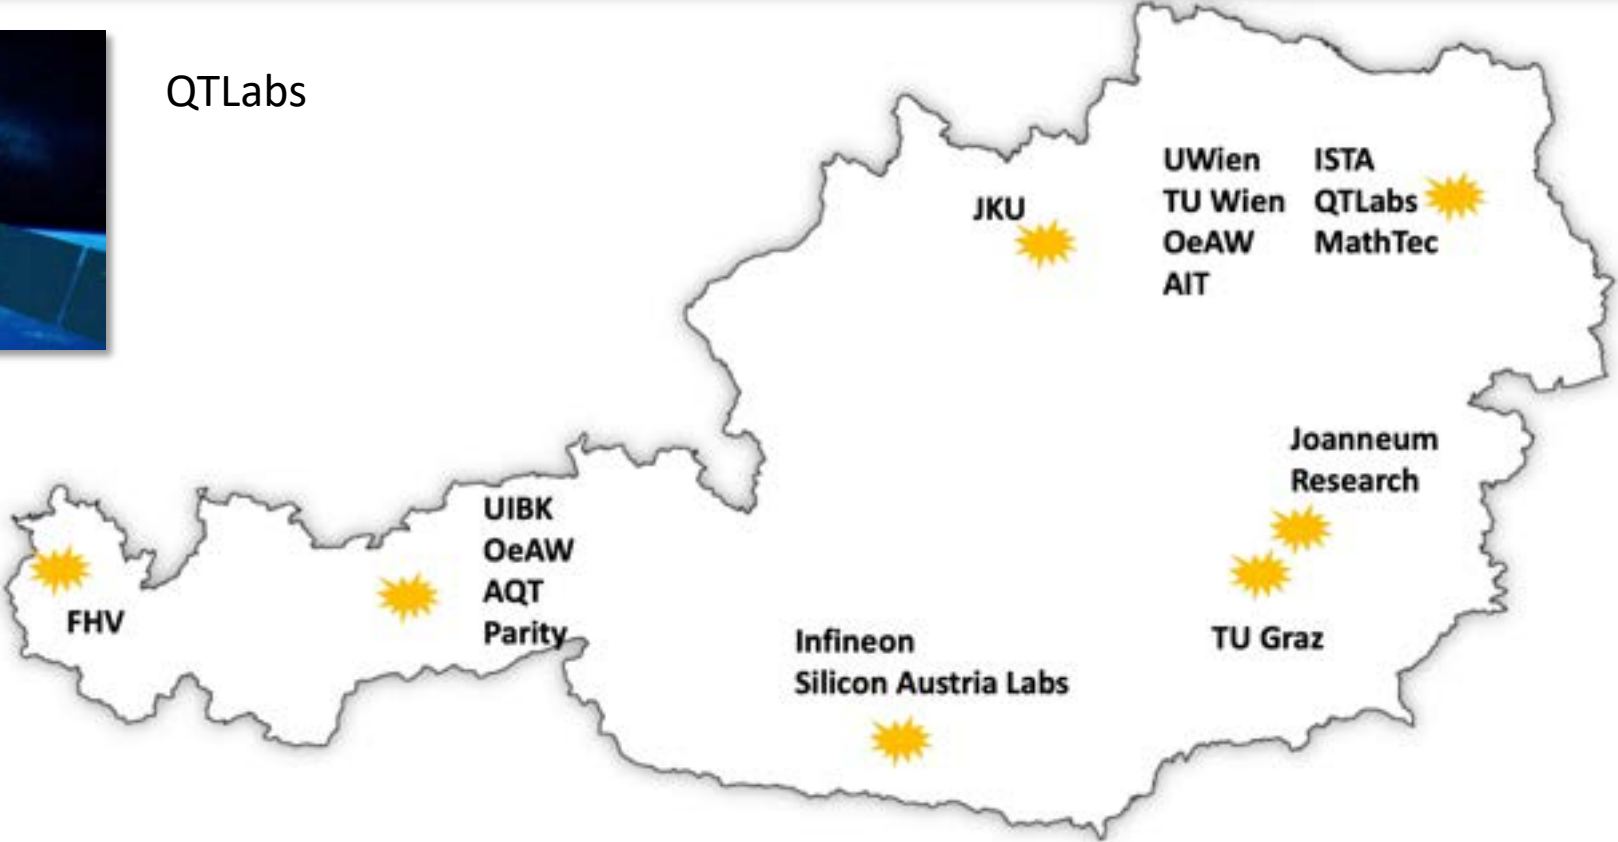 QTLabs
UWien
TU Wien
OeAW
AIT
ISTA
QTLabs
MathTec
JKU
Joanneum
Research
UIBK
OeAW
AQT
Parity
FHV
Infineon
Silicon Austria Labs
TU Graz